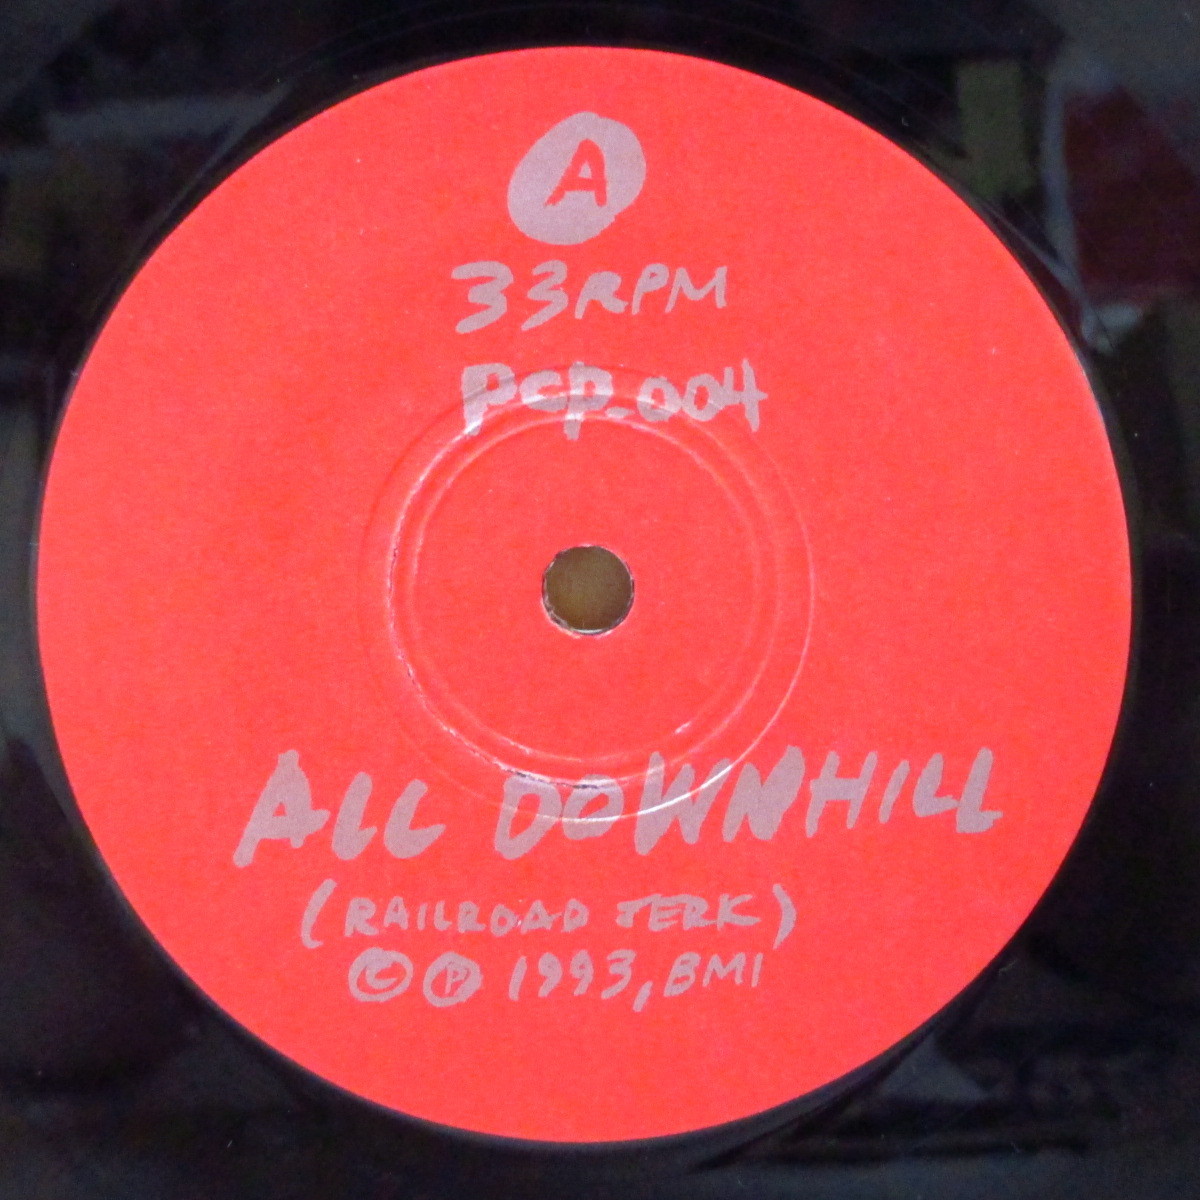 A
33RPM
PCP-004
ALL DOWNHILL
(RAILROAD JERK)
© ℗ 1993, BMI